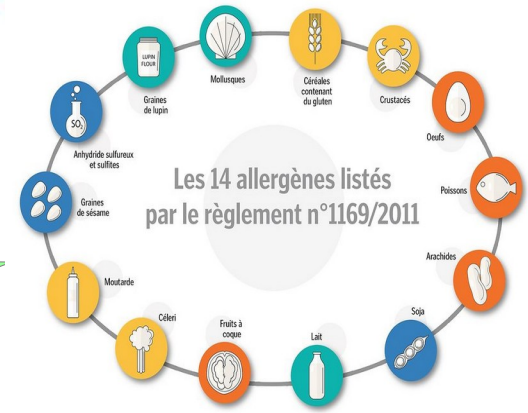 Les 14 allergènes listés
par le règlement n°1169/2011
Céréales
contenant
du gluten
Crustacés
Oeufs
Poissons
Arachides
Soja
Lait
Fruits à
coque
Céleri
Moutarde
Graines
de sésame
SO₂
Anhydride sulfureux
et sulfites
LUPIN
FLOUR
Graines
de lupin
Mollusques